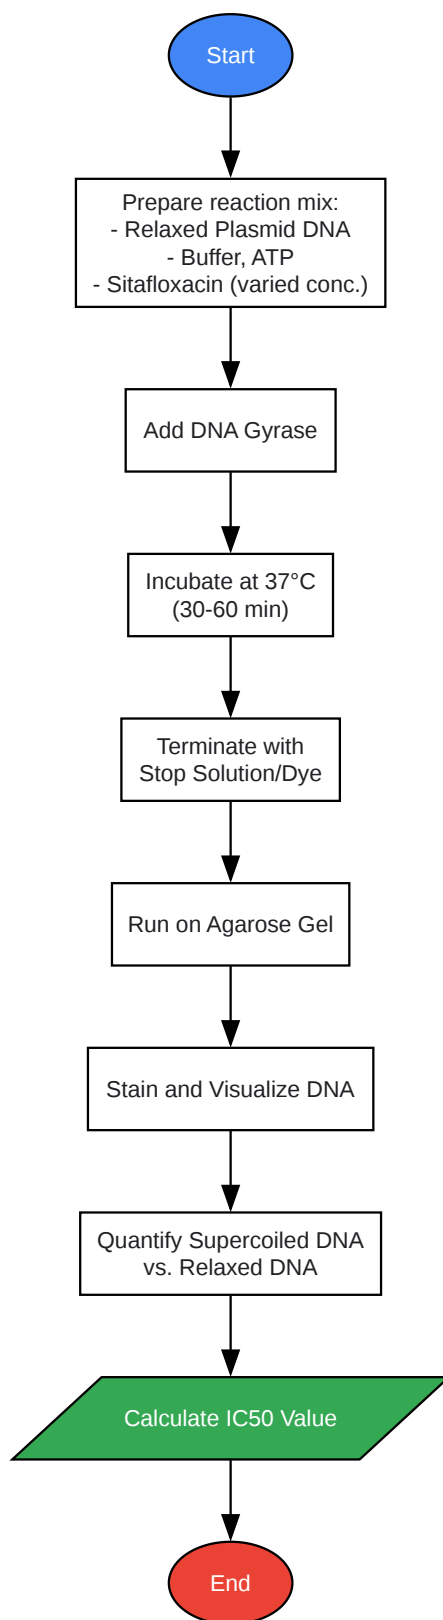 Start
Prepare reaction mix:
- Relaxed Plasmid DNA
- Buffer, ATP
- Sitafloxacin (varied conc.)
Add DNA Gyrase
Incubate at 37°C
(30-60 min)
Terminate with
Stop Solution/Dye
Run on Agarose Gel
Stain and Visualize DNA
Quantify Supercoiled DNA
vs. Relaxed DNA
Calculate IC50 Value
End